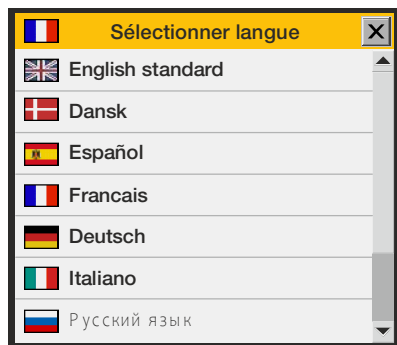 Sélectionner langue
English standard
Dansk
Español
Francais
Deutsch
Italiano
Русский язык